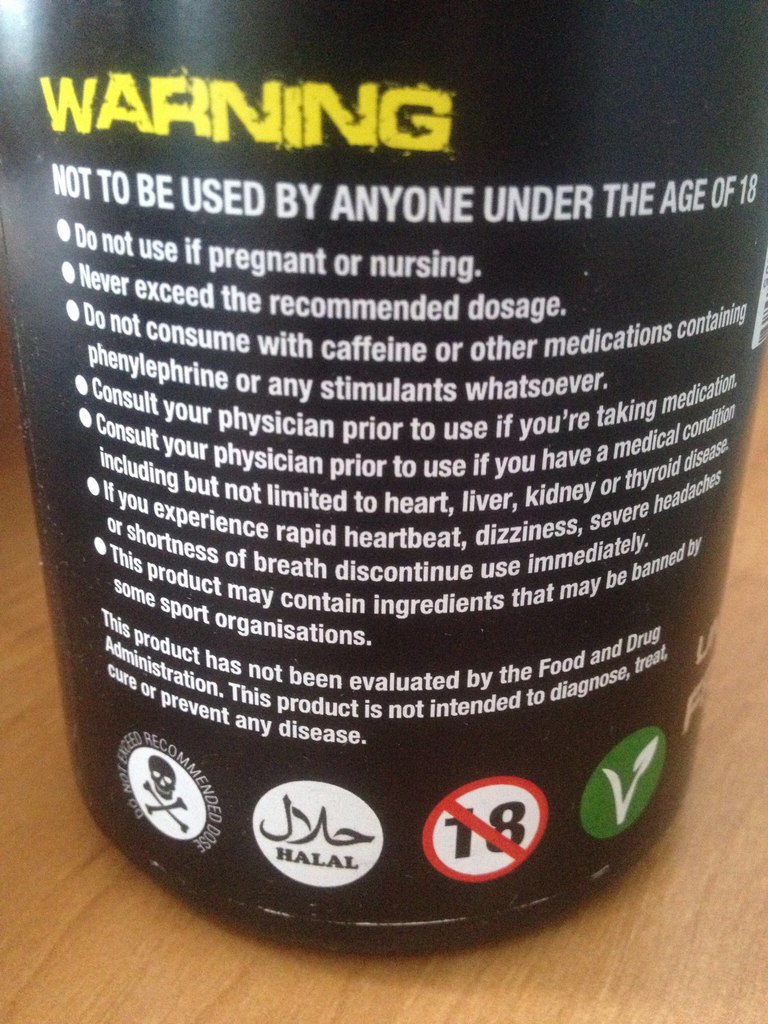 WARNING
NOT TO BE USED BY ANYONE UNDER THE AGE OF 18
• Do not use if pregnant or nursing.
• Never exceed the recommended dosage.
• Do not consume with caffeine or other medications containing
phenylephrine or any stimulants whatsoever.
• Consult your physician prior to use if you're taking medication.
• Consult your physician prior to use if you have a medical condition
including but not limited to heart, liver, kidney or thyroid disease.
• If you experience rapid heartbeat, dizziness, severe headaches
or shortness of breath discontinue use immediately.
• This product may contain ingredients that may be banned by
some sport organisations.
This product has not been evaluated by the Food and Drug
Administration. This product is not intended to diagnose, treat,
cure or prevent any disease.
DO NOT EXCEED RECOMMENDED DOSE
حلال
HALAL
18
V